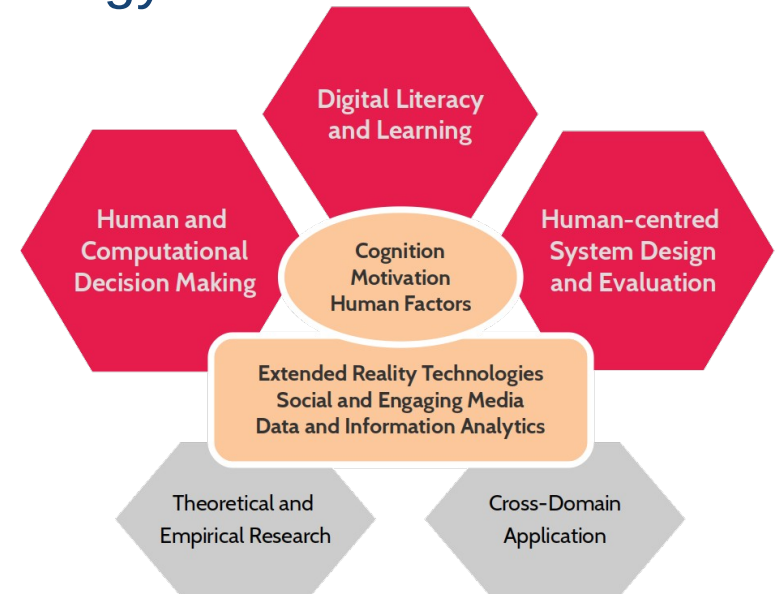 gy
Digital Literacy
and Learning
Human and
Computational
Decision Making
Human-centred
System Design
and Evaluation
Cognition
Motivation
Human Factors
Extended Reality Technologies
Social and Engaging Media
Data and Information Analytics
Theoretical and
Empirical Research
Cross-Domain
Application